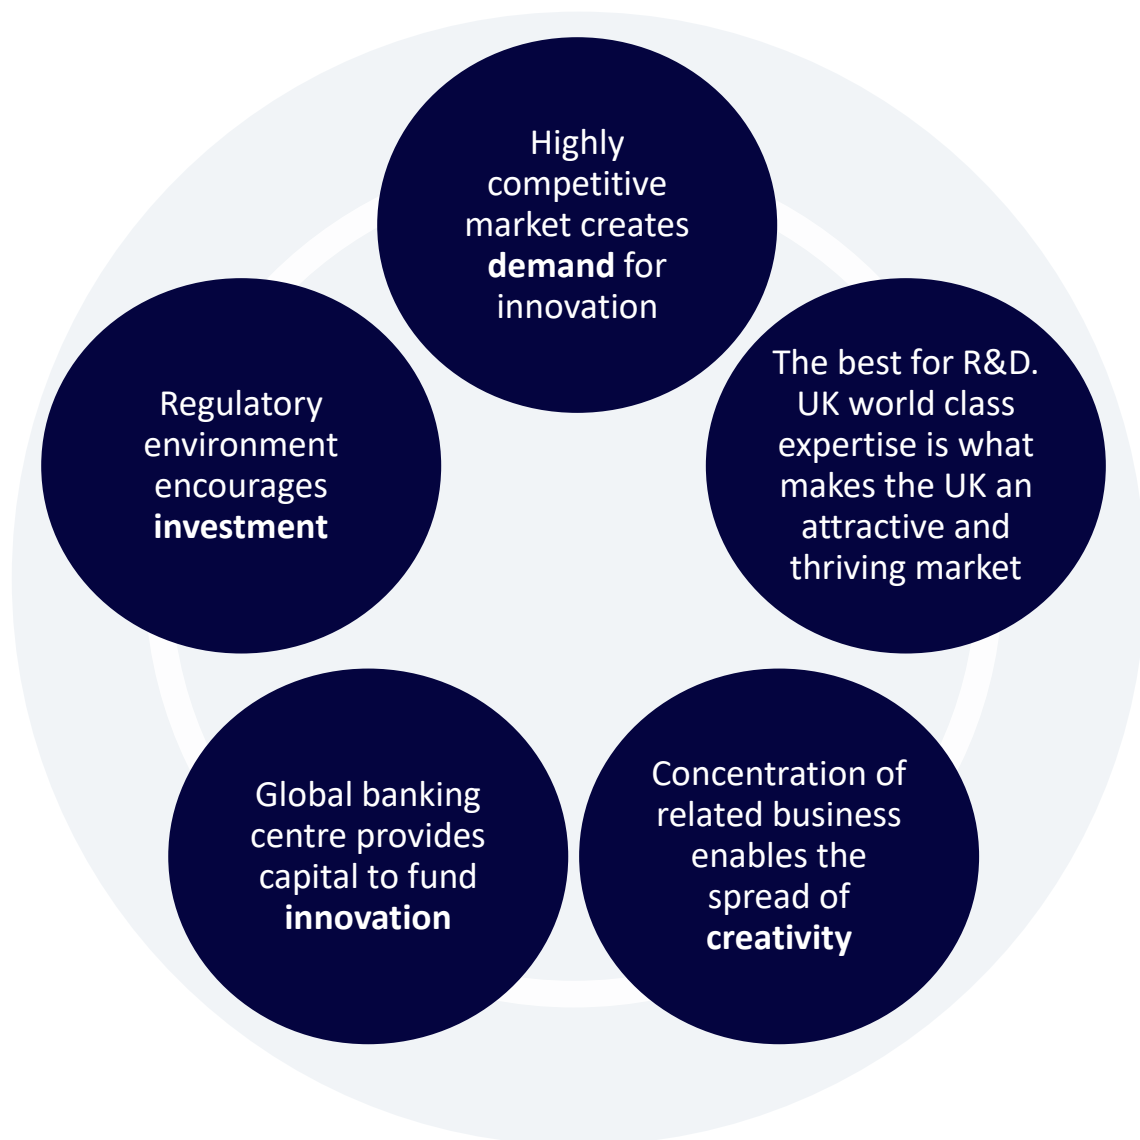 Highly
competitive
market creates
demand for
innovation
The best for R&D.
UK world class
expertise is what
makes the UK an
attractive and
thriving market
Concentration of
related business
enables the
spread of
creativity
Global banking
centre provides
capital to fund
innovation
Regulatory
environment
encourages
investment